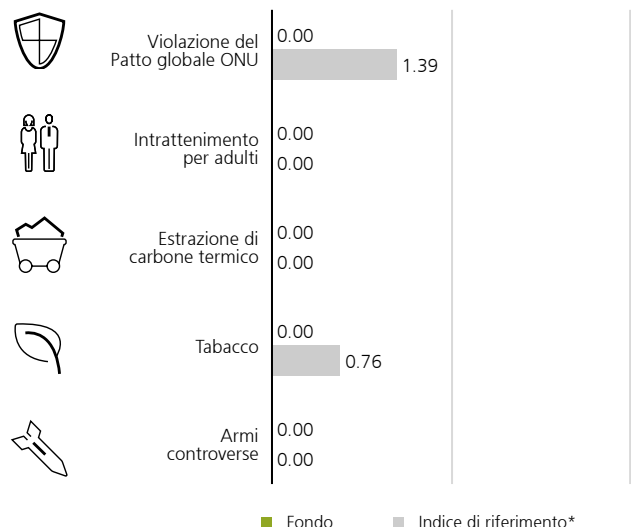 Violazione del
Patto globale ONU
0.00
1.39
Intrattenimento
per adulti
0.00
0.00
Estrazione di
carbone termico
0.00
0.00
Tabacco
0.00
0.76
Armi
controverse
0.00
0.00
Fondo
Indice di riferimento*